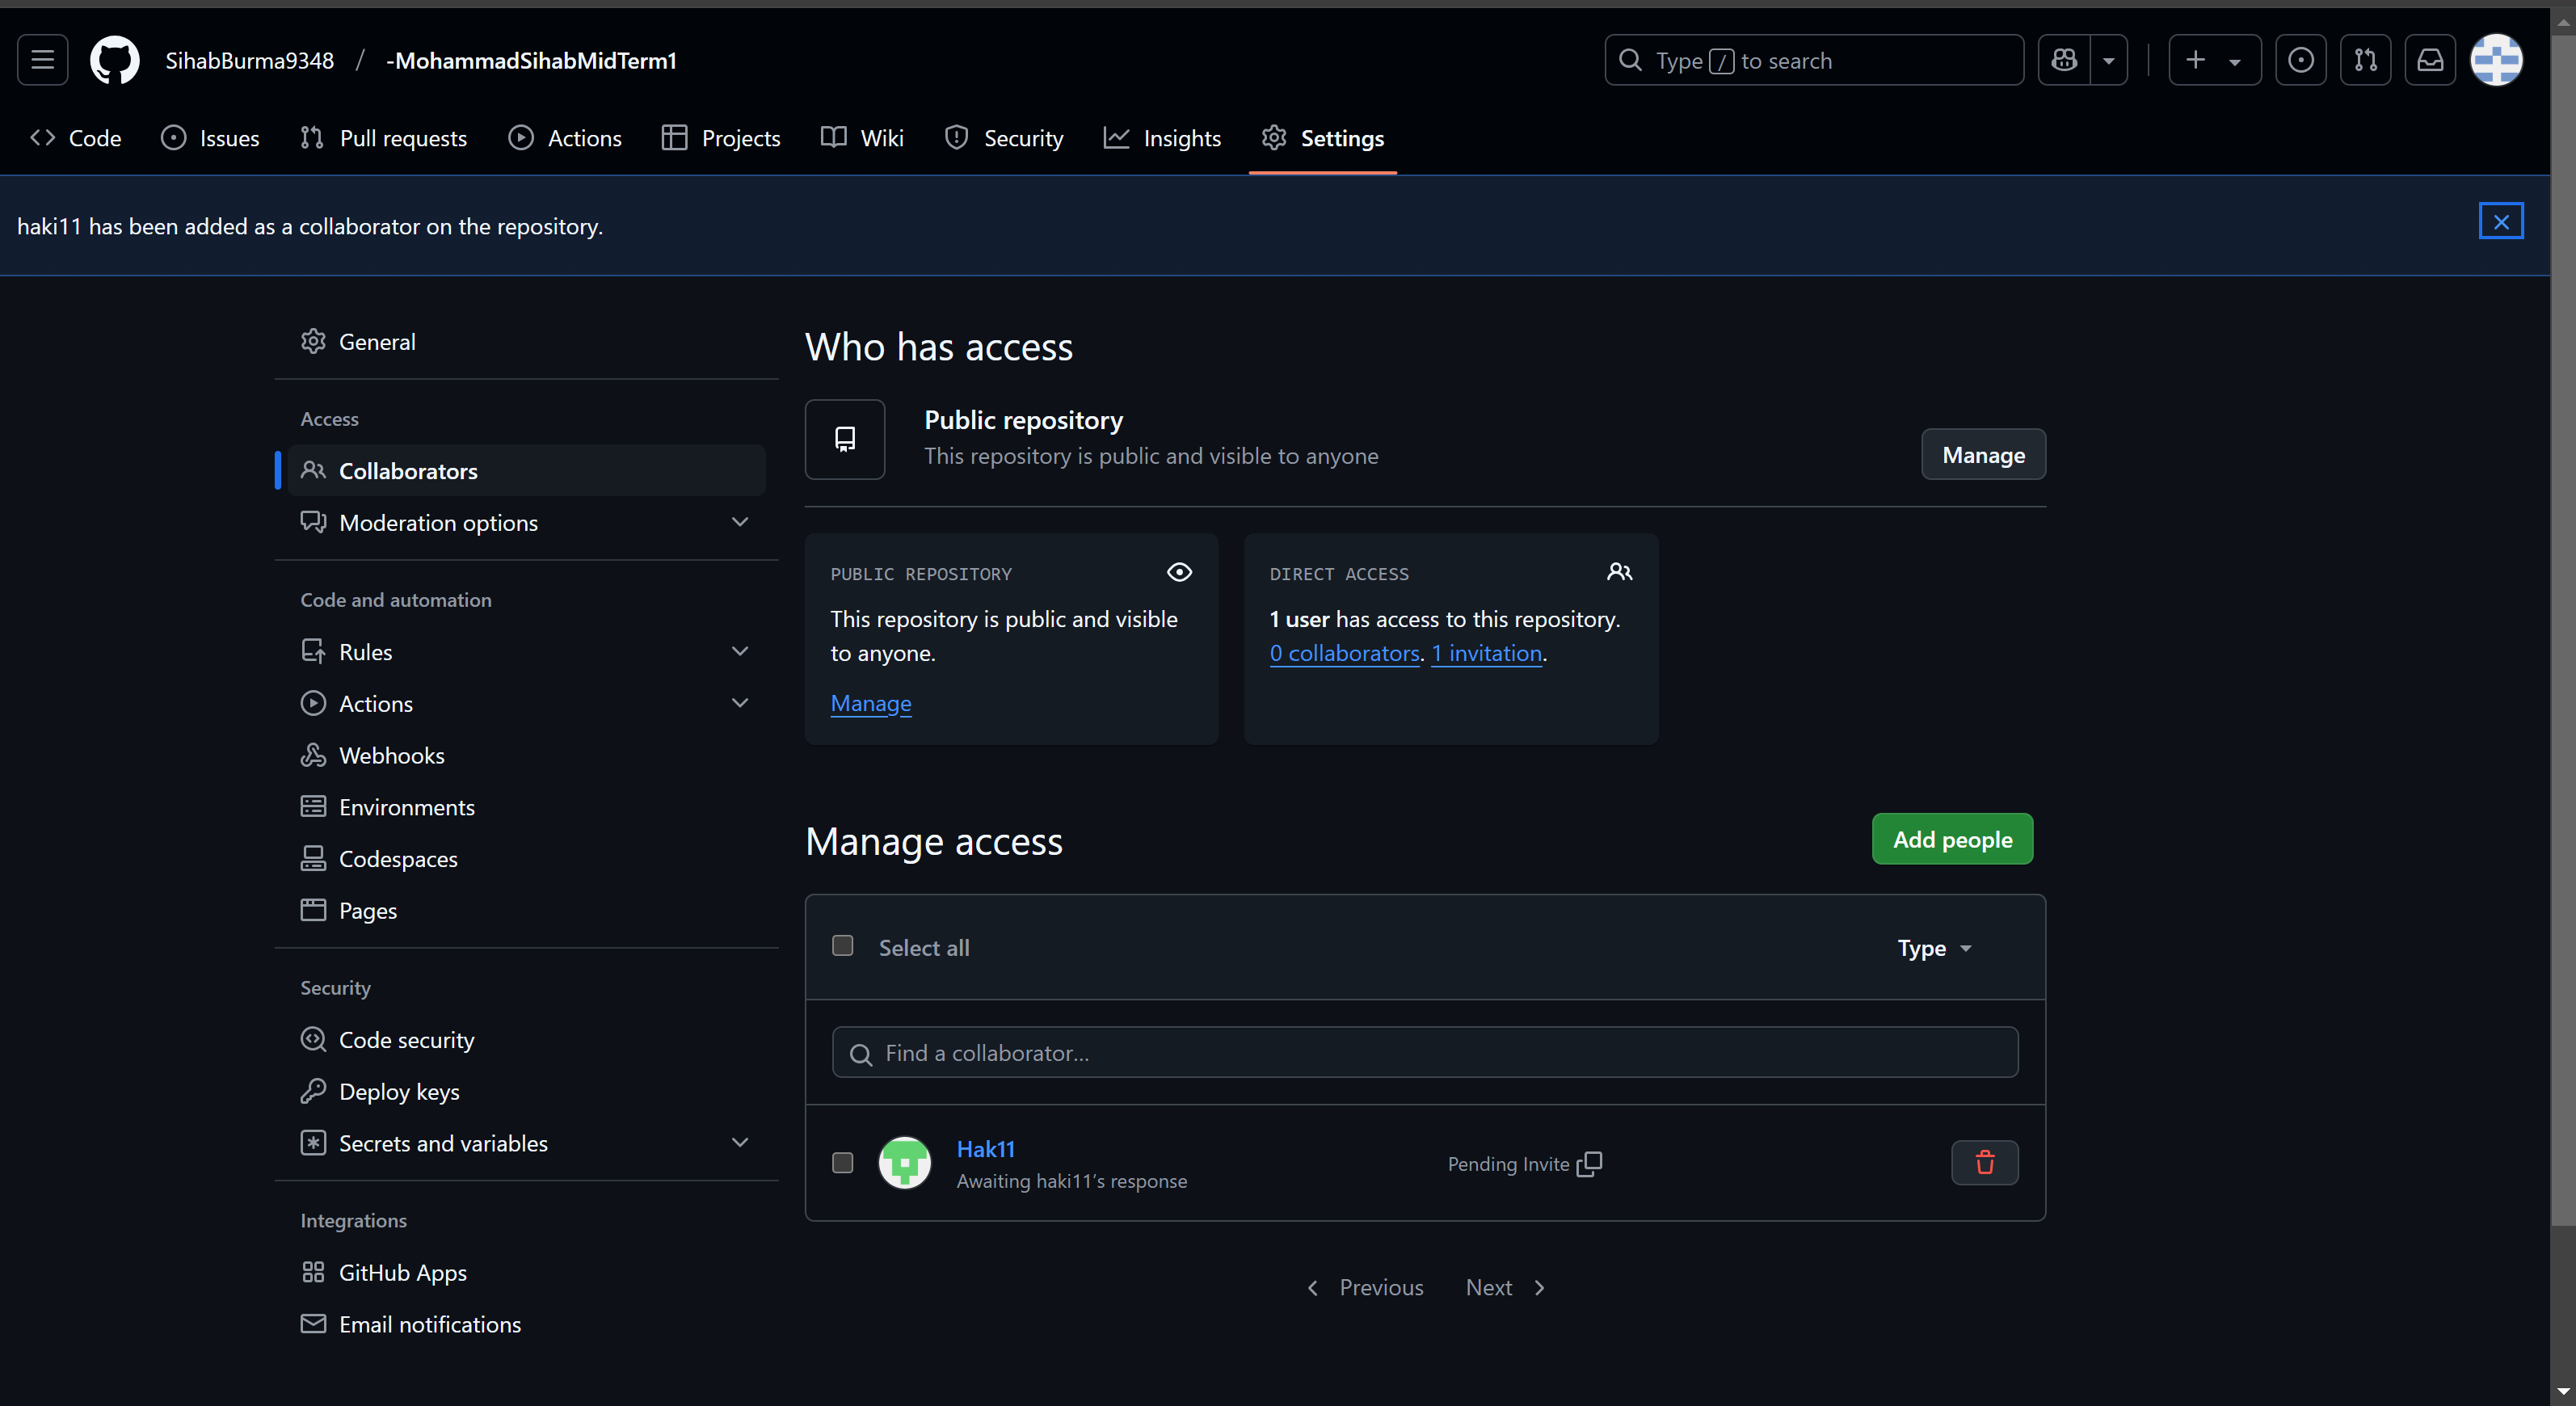 SihabBurma9348 / -MohammadSihabMidTerm1
Type / to search
Code
Issues
Pull requests
Actions
Projects
Wiki
Security
Insights
Settings
haki11 has been added as a collaborator on the repository.
General
Access
Collaborators
Moderation options
Code and automation
Rules
Actions
Webhooks
Environments
Codespaces
Pages
Security
Code security
Deploy keys
Secrets and variables
Integrations
GitHub Apps
Email notifications
Who has access
Public repository
This repository is public and visible to anyone
Manage
PUBLIC REPOSITORY
This repository is public and visible
to anyone.
Manage
DIRECT ACCESS
1 user has access to this repository.
0 collaborators. 1 invitation.
Manage access
Add people
Select all
Type
Find a collaborator...
Hak11
Awaiting haki11's response
Pending Invite
Previous
Next